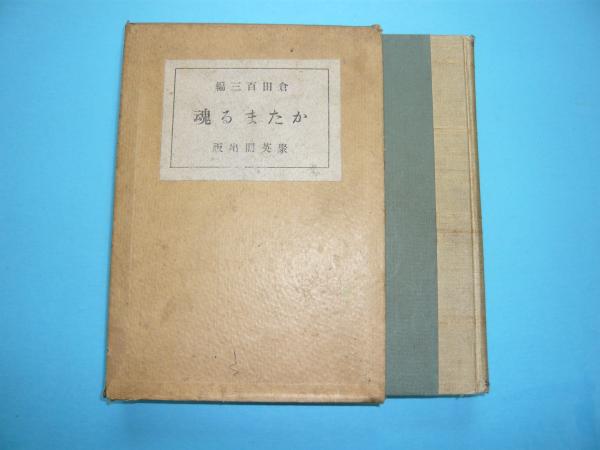 倉田百三編
かたまる魂
聚英閣出版